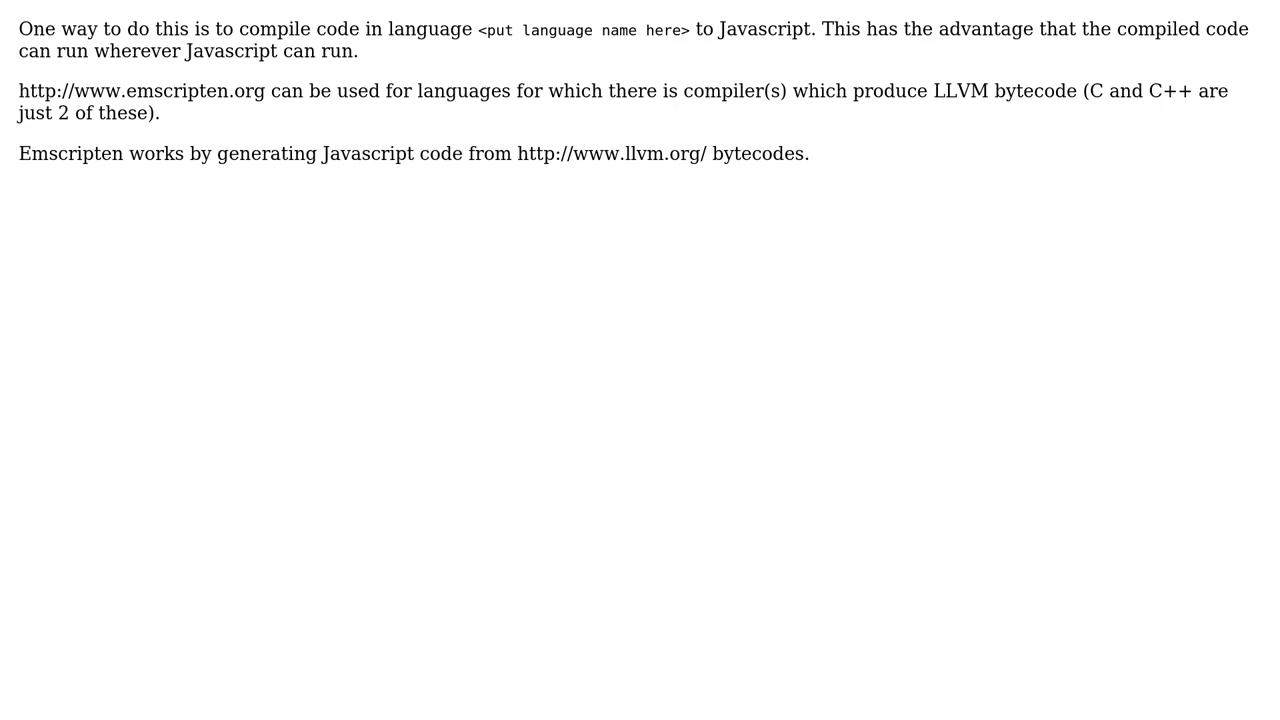 One way to do this is to compile code in language <put language name here> to Javascript. This has the advantage that the compiled code
can run wherever Javascript can run.
http://www.emscripten.org can be used for languages for which there is compiler(s) which produce LLVM bytecode (C and C++ are
just 2 of these).
Emscripten works by generating Javascript code from http://www.llvm.org/ bytecodes.